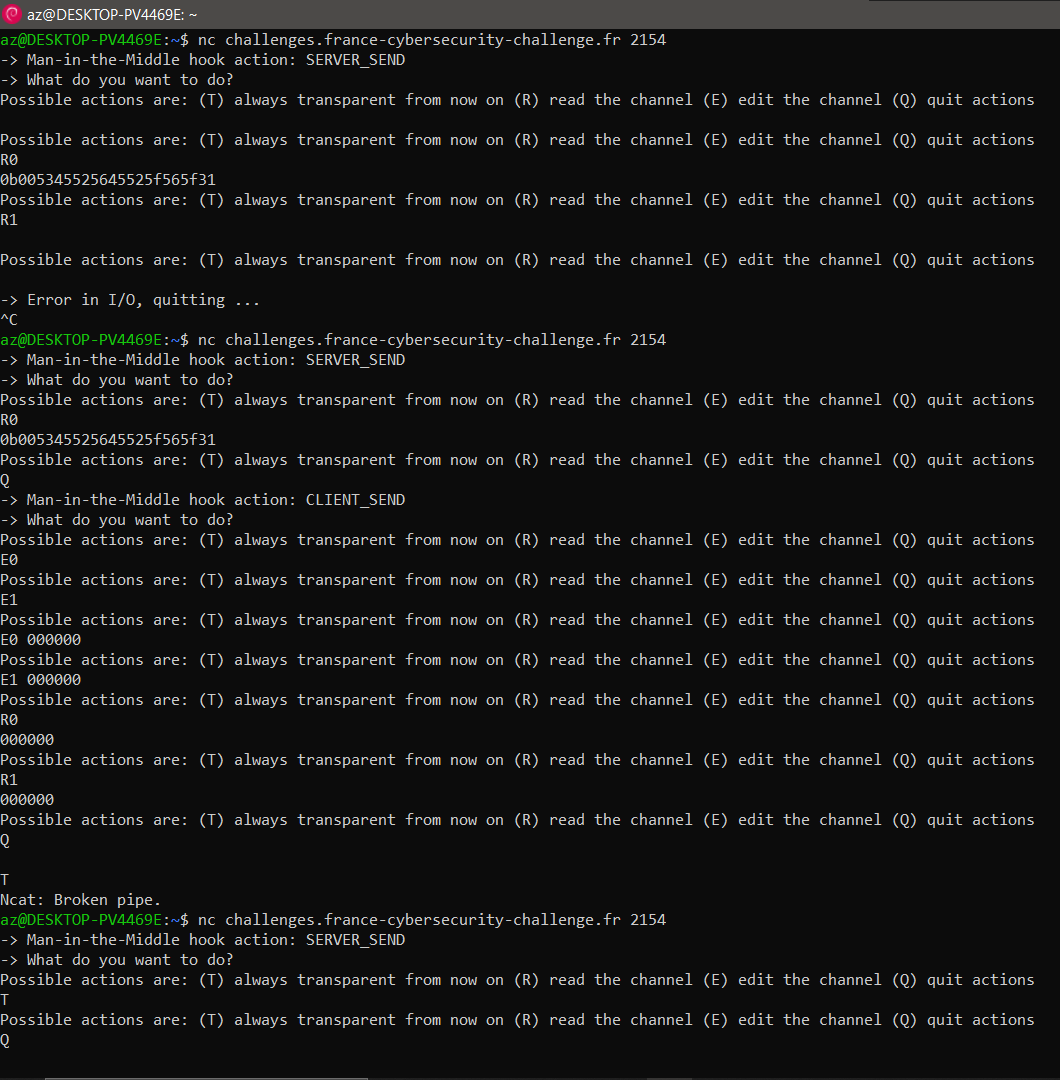 az@DESKTOP-PV4469E: ~
az@DESKTOP-PV4469E:~$ nc challenges.france-cybersecurity-challenge.fr 2154
-> Man-in-the-Middle hook action: SERVER_SEND
-> What do you want to do?
Possible actions are: (T) always transparent from now on (R) read the channel (E) edit the channel (Q) quit actions
Possible actions are: (T) always transparent from now on (R) read the channel (E) edit the channel (Q) quit actions
R0
0b005345525645525f565f31
Possible actions are: (T) always transparent from now on (R) read the channel (E) edit the channel (Q) quit actions
R1
Possible actions are: (T) always transparent from now on (R) read the channel (E) edit the channel (Q) quit actions
-> Error in I/O, quitting ...
^C
az@DESKTOP-PV4469E:~$ nc challenges.france-cybersecurity-challenge.fr 2154
-> Man-in-the-Middle hook action: SERVER_SEND
-> What do you want to do?
Possible actions are: (T) always transparent from now on (R) read the channel (E) edit the channel (Q) quit actions
R0
0b005345525645525f565f31
Possible actions are: (T) always transparent from now on (R) read the channel (E) edit the channel (Q) quit actions
Q
-> Man-in-the-Middle hook action: CLIENT_SEND
-> What do you want to do?
Possible actions are: (T) always transparent from now on (R) read the channel (E) edit the channel (Q) quit actions
E0
Possible actions are: (T) always transparent from now on (R) read the channel (E) edit the channel (Q) quit actions
E1
Possible actions are: (T) always transparent from now on (R) read the channel (E) edit the channel (Q) quit actions
E0 000000
Possible actions are: (T) always transparent from now on (R) read the channel (E) edit the channel (Q) quit actions
E1 000000
Possible actions are: (T) always transparent from now on (R) read the channel (E) edit the channel (Q) quit actions
R0
000000
Possible actions are: (T) always transparent from now on (R) read the channel (E) edit the channel (Q) quit actions
R1
000000
Possible actions are: (T) always transparent from now on (R) read the channel (E) edit the channel (Q) quit actions
Q
T
Ncat: Broken pipe.
az@DESKTOP-PV4469E:~$ nc challenges.france-cybersecurity-challenge.fr 2154
-> Man-in-the-Middle hook action: SERVER_SEND
-> What do you want to do?
Possible actions are: (T) always transparent from now on (R) read the channel (E) edit the channel (Q) quit actions
T
Possible actions are: (T) always transparent from now on (R) read the channel (E) edit the channel (Q) quit actions
Q